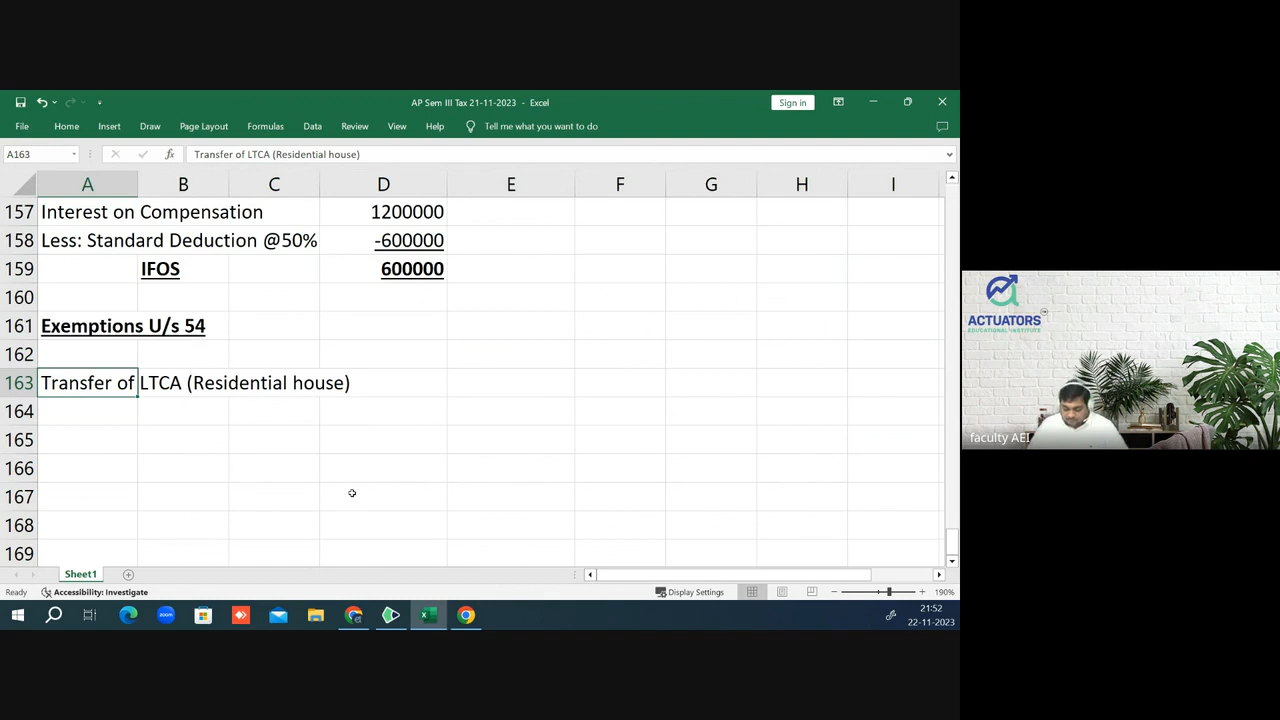 AP Sem III Tax 21-11-2023 - Excel
Sign in
File Home Insert Draw Page Layout Formulas Data Review View Help Tell me what you want to do
A163 fx Transfer of LTCA (Residential house)
A B C D E F G H I
157 Interest on Compensation 1200000
158 Less: Standard Deduction @50% -600000
159 IFOS 600000
160
161 Exemptions U/s 54
162
163 Transfer of LTCA (Residential house)
164
165
166
167
168
169
Sheet1
Ready Accessibility: Investigate Display Settings 190%
zoom
21:52
22-11-2023
ACTUATORS
EDUCATIONAL INSTITUTE
faculty AEI